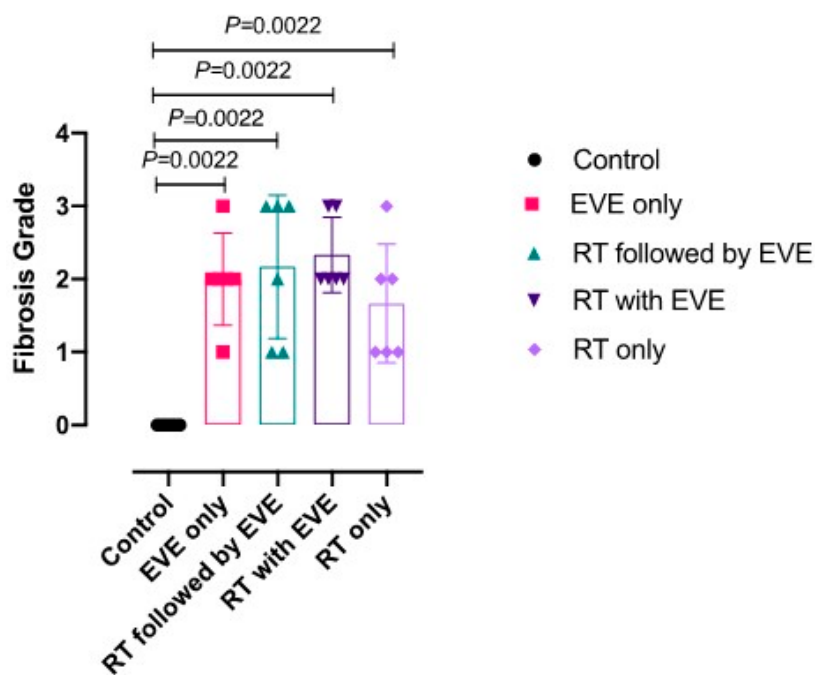 P=0.0022
P=0.0022
P=0.0022
P=0.0022
4
3
2
1
0
Fibrosis Grade
Control
EVE only
RT followed by EVE
RT with EVE
RT only
Control
EVE only
RT followed by EVE
RT with EVE
RT only